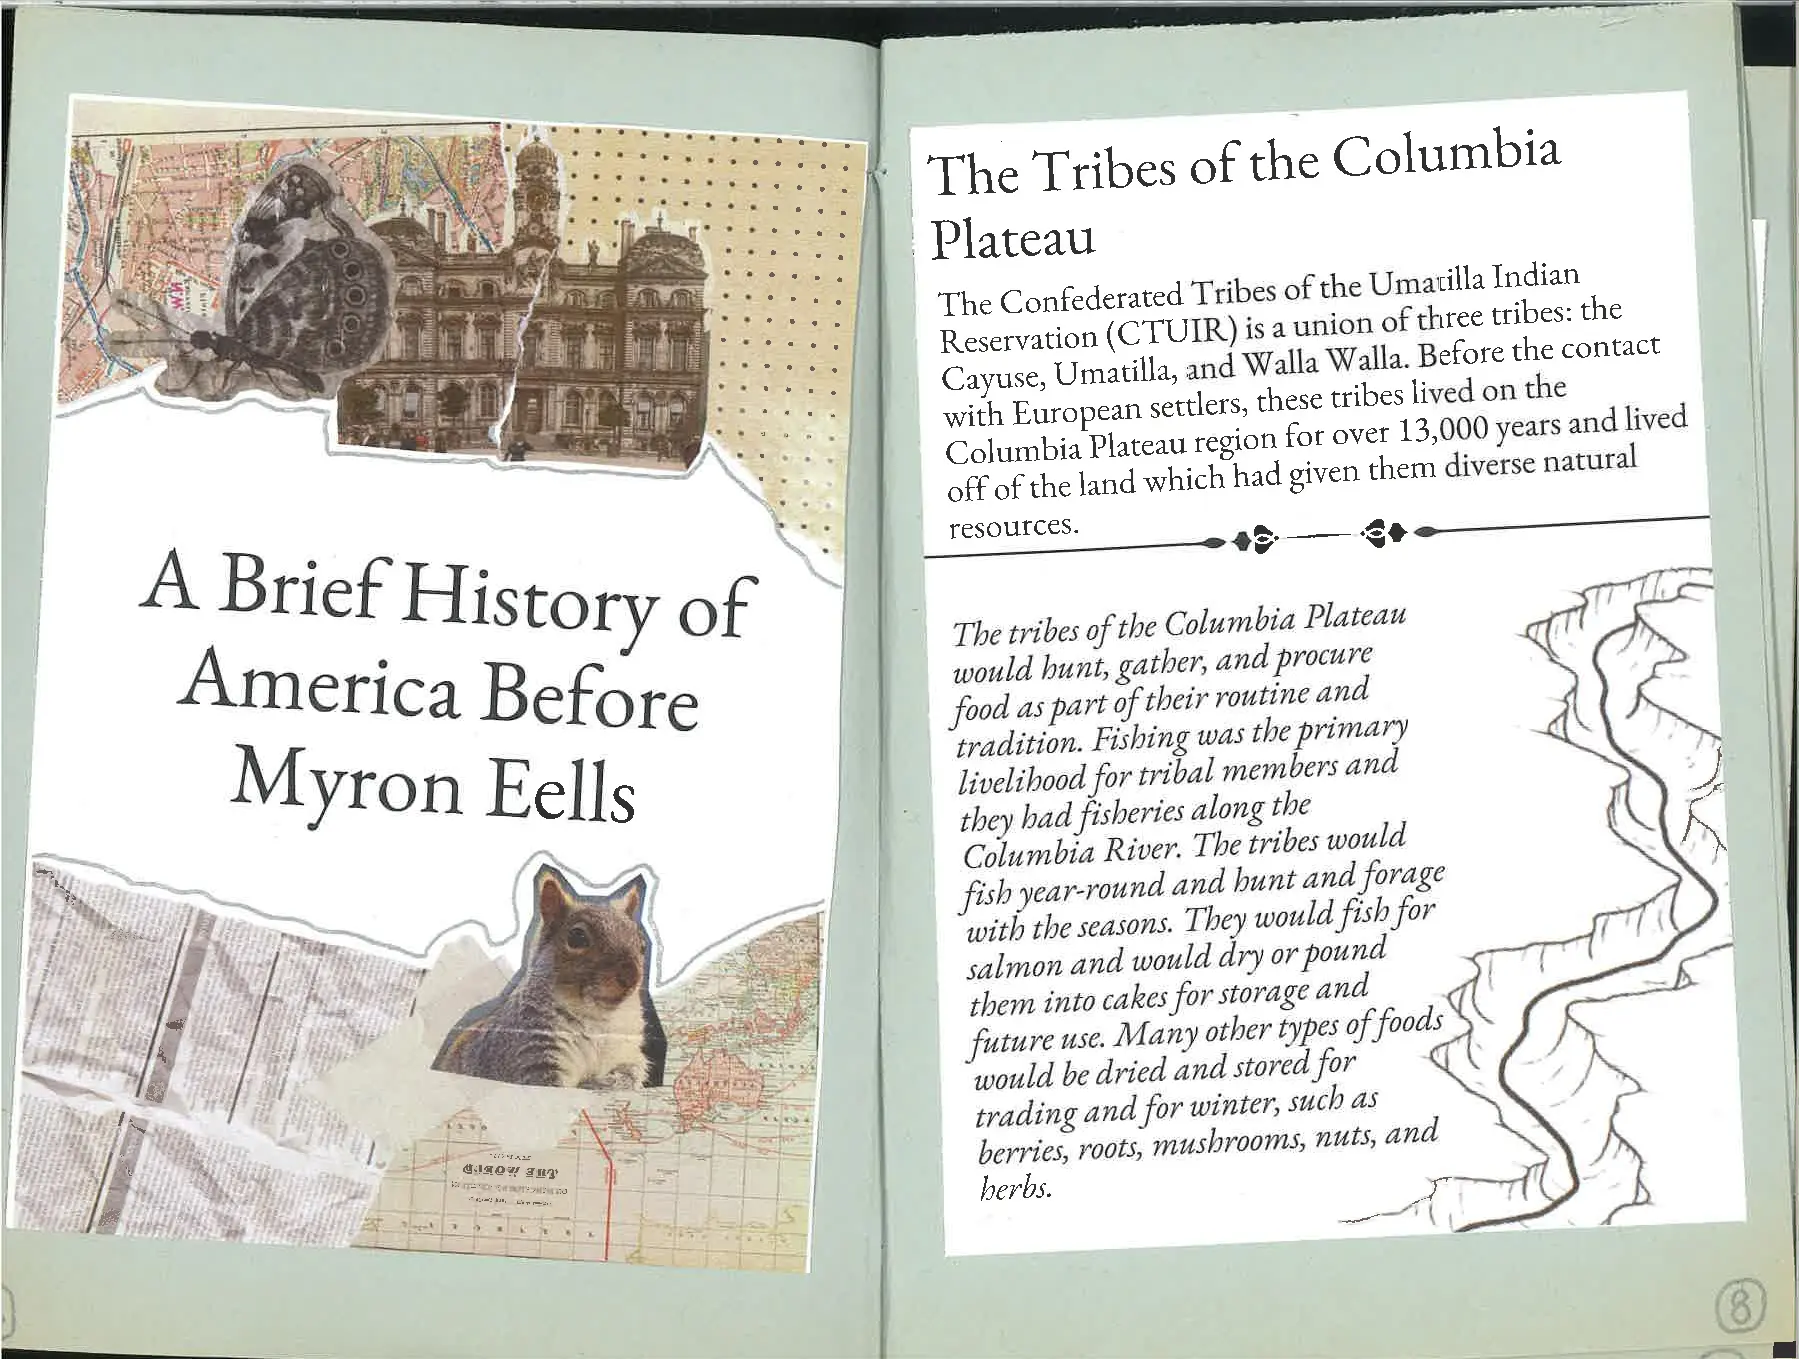 A Brief History of
America Before
Myron Eells
THE WORLD
The Tribes of the Columbia
Plateau
The Confederated Tribes of the Umatilla Indian
Reservation (CTUIR) is a union of three tribes: the
Cayuse, Umatilla, and Walla Walla. Before the contact
with European settlers, these tribes lived on the
Columbia Plateau region for over 13,000 years and lived
off of the land which had given them diverse natural
resources.
The tribes of the Columbia Plateau
would hunt, gather, and procure
food as part of their routine and
tradition. Fishing was the primary
livelihood for tribal members and
they had fisheries along the
Columbia River. The tribes would
fish year-round and hunt and forage
with the seasons. They would fish for
salmon and would dry or pound
them into cakes for storage and
future use. Many other types of foods
would be dried and stored for
trading and for winter, such as
berries, roots, mushrooms, nuts, and
herbs.
8